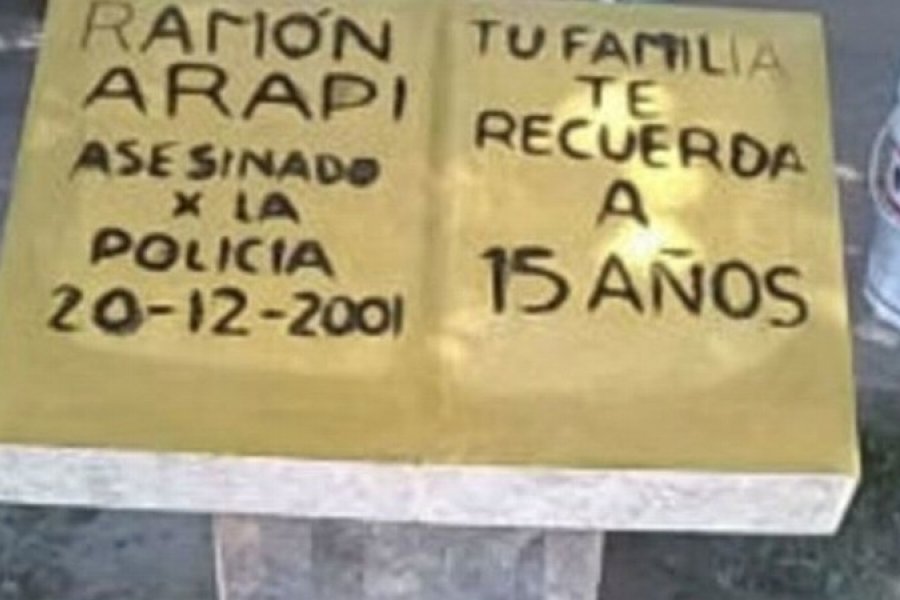 RAMÓN
ARAPI
ASESINADO
X LA
POLICIA
20-12-2001
TU FAMILIA
TE
RECUERDA
A
15 AÑOS